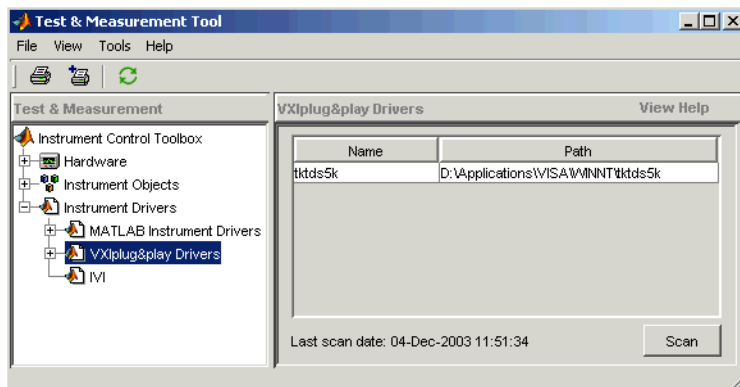 Test & Measurement Tool
File View Tools Help
Test & Measurement
VXIplug&play Drivers View Help
Instrument Control Toolbox
Hardware
Instrument Objects
Instrument Drivers
MATLAB Instrument Drivers
VXIplug&play Drivers
IVI
Name Path
tktds5k D:\Applications\VISA\WINNT\tktds5k
Last scan date: 04-Dec-2003 11:51:34
Scan